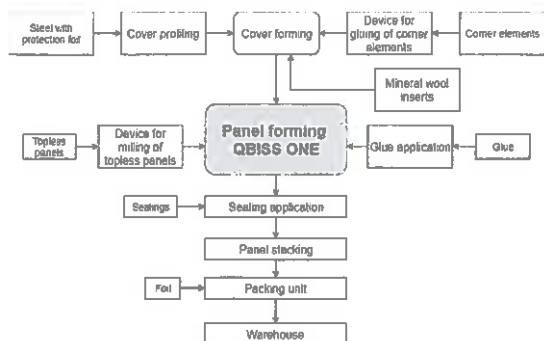 Steel with
protection foil
Cover profiling
Cover forming
Device for
gluing of corner
elements
Corner elements
Mineral wool
inserts
Topless
panels
Device for
milling of
topless panels
Panel forming
QBISS ONE
Glue application
Glue
Sealings
Sealing application
Panel stacking
Foil
Packing unit
Warehouse